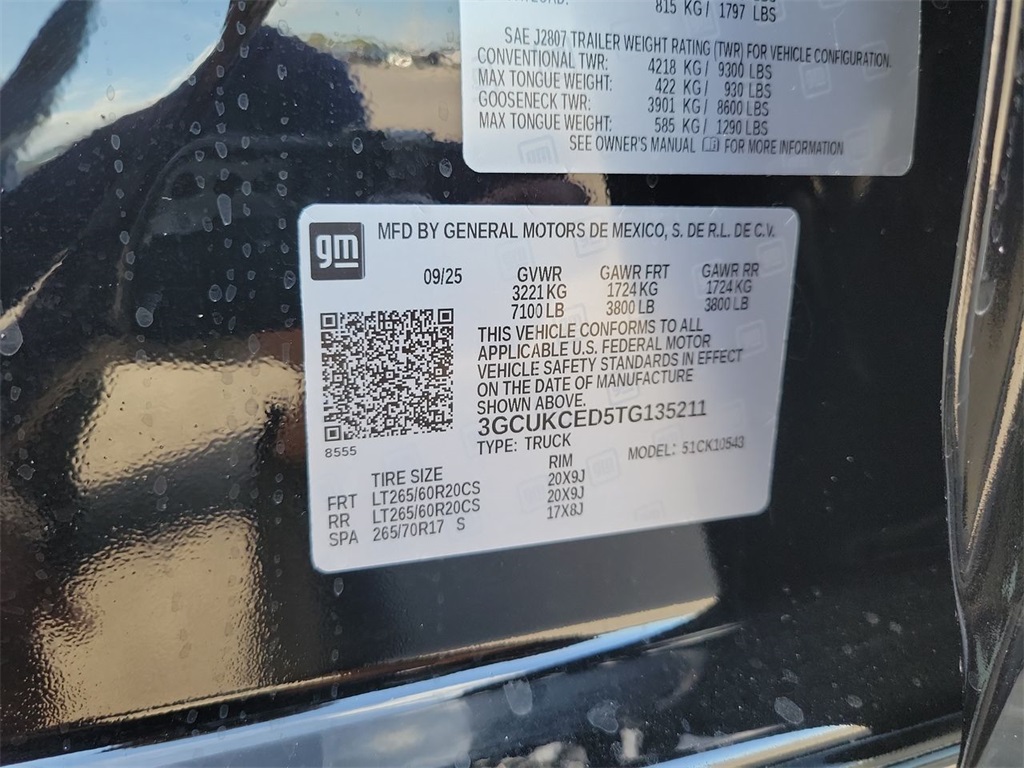 815 KG/ 1797 LBS
SAE J2807 TRAILER WEIGHT RATING (TWR) FOR VEHICLE CONFIGURATION.
CONVENTIONAL TWR: 4218 KG/ 9300 LBS
MAX TONGUE WEIGHT: 422 KG/ 930 LBS
GOOSENECK TWR: 3901 KG/ 8600 LBS
MAX TONGUE WEIGHT: 585 KG/ 1290 LBS
SEE OWNER'S MANUAL FOR MORE INFORMATION
gm MFD BY GENERAL MOTORS DE MEXICO, S. DE R.L. DE C.V.
09/25 GVWR GAWR FRT GAWR RR
3221 KG 1724 KG 1724 KG
7100 LB 3800 LB 3800 LB
THIS VEHICLE CONFORMS TO ALL
APPLICABLE U.S. FEDERAL MOTOR
VEHICLE SAFETY STANDARDS IN EFFECT
ON THE DATE OF MANUFACTURE
SHOWN ABOVE.
3GCUKCED5TG135211
8555 TYPE: TRUCK MODEL: 51CK10543
TIRE SIZE RIM
FRT LT265/60R20CS 20X9J
RR LT265/60R20CS 20X9J
SPA 265/70R17 S 17X8J